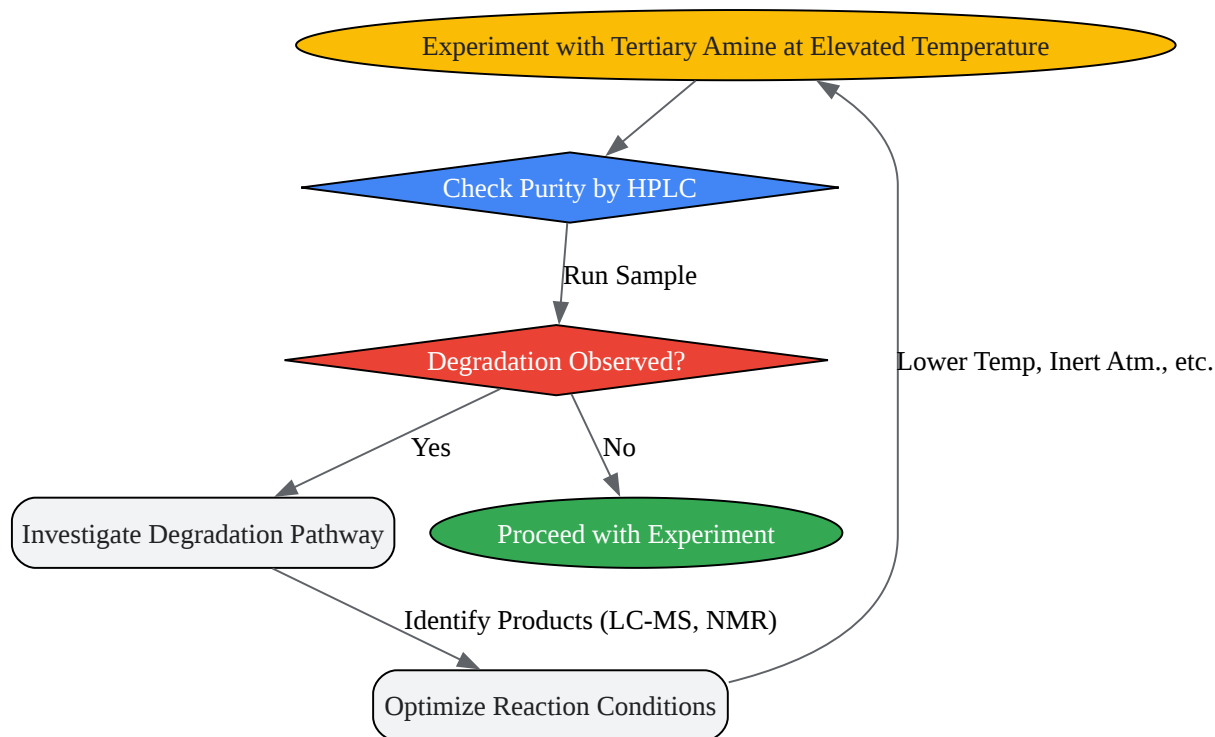 Experiment with Tertiary Amine at Elevated Temperature
Check Purity by HPLC
Run Sample
Degradation Observed?
Lower Temp, Inert Atm., etc.
Yes
No
Investigate Degradation Pathway
Proceed with Experiment
Identify Products (LC-MS, NMR)
Optimize Reaction Conditions